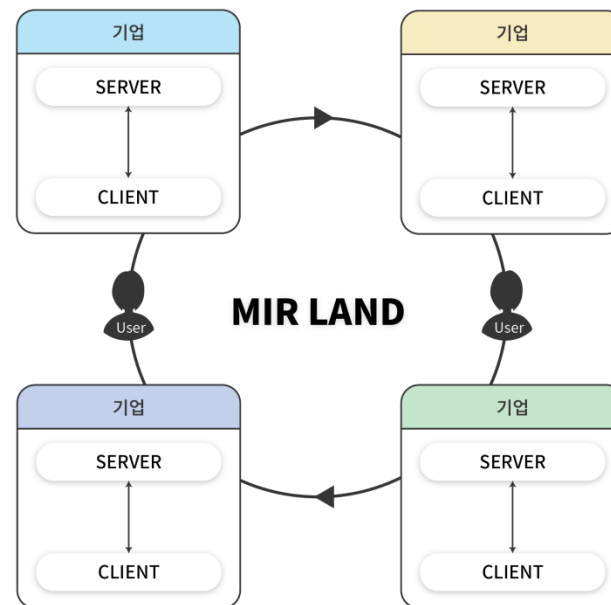 기업
SERVER
CLIENT
기업
SERVER
CLIENT
User
MIR LAND
User
기업
SERVER
CLIENT
기업
SERVER
CLIENT